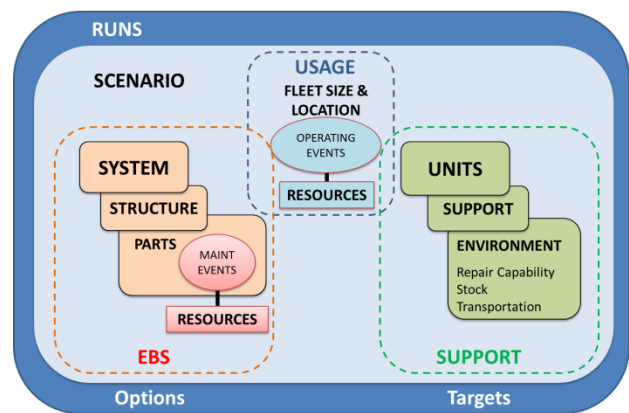 RUNS
SCENARIO
USAGE
FLEET SIZE &
LOCATION
OPERATING
EVENTS
RESOURCES
SYSTEM
STRUCTURE
PARTS
MAINT
EVENTS
RESOURCES
EBS
UNITS
SUPPORT
ENVIRONMENT
Repair Capability
Stock
Transportation
SUPPORT
Options
Targets